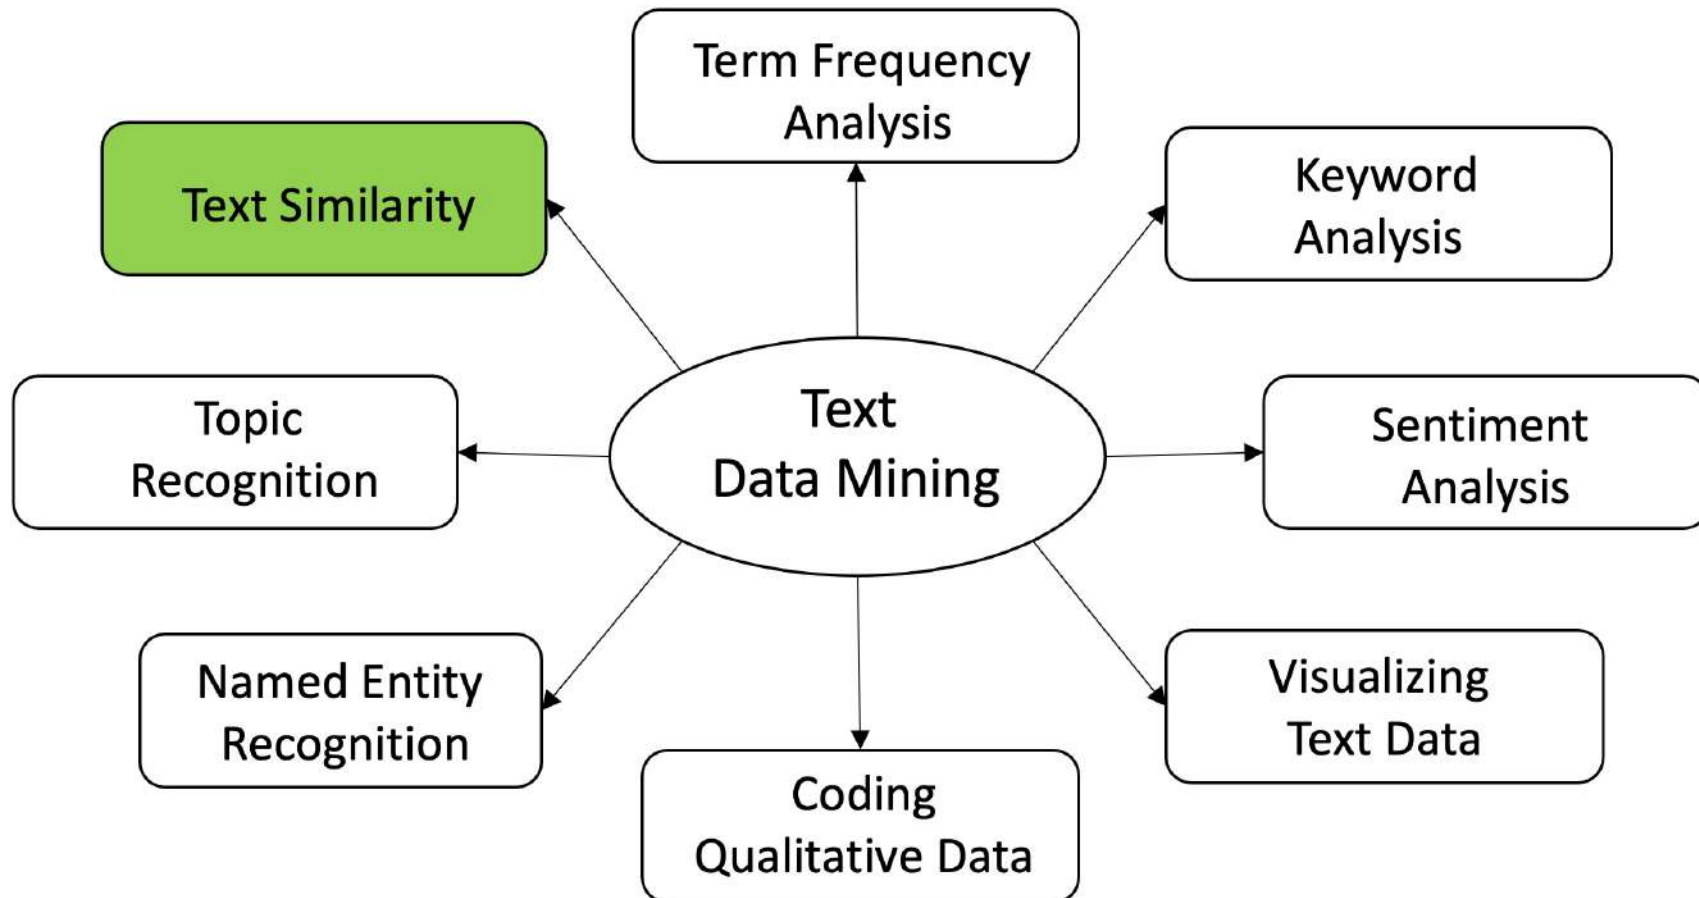 Term Frequency
Analysis
Text Similarity
Keyword
Analysis
Topic
Recognition
Text
Data Mining
Sentiment
Analysis
Named Entity
Recognition
Visualizing
Text Data
Coding
Qualitative Data